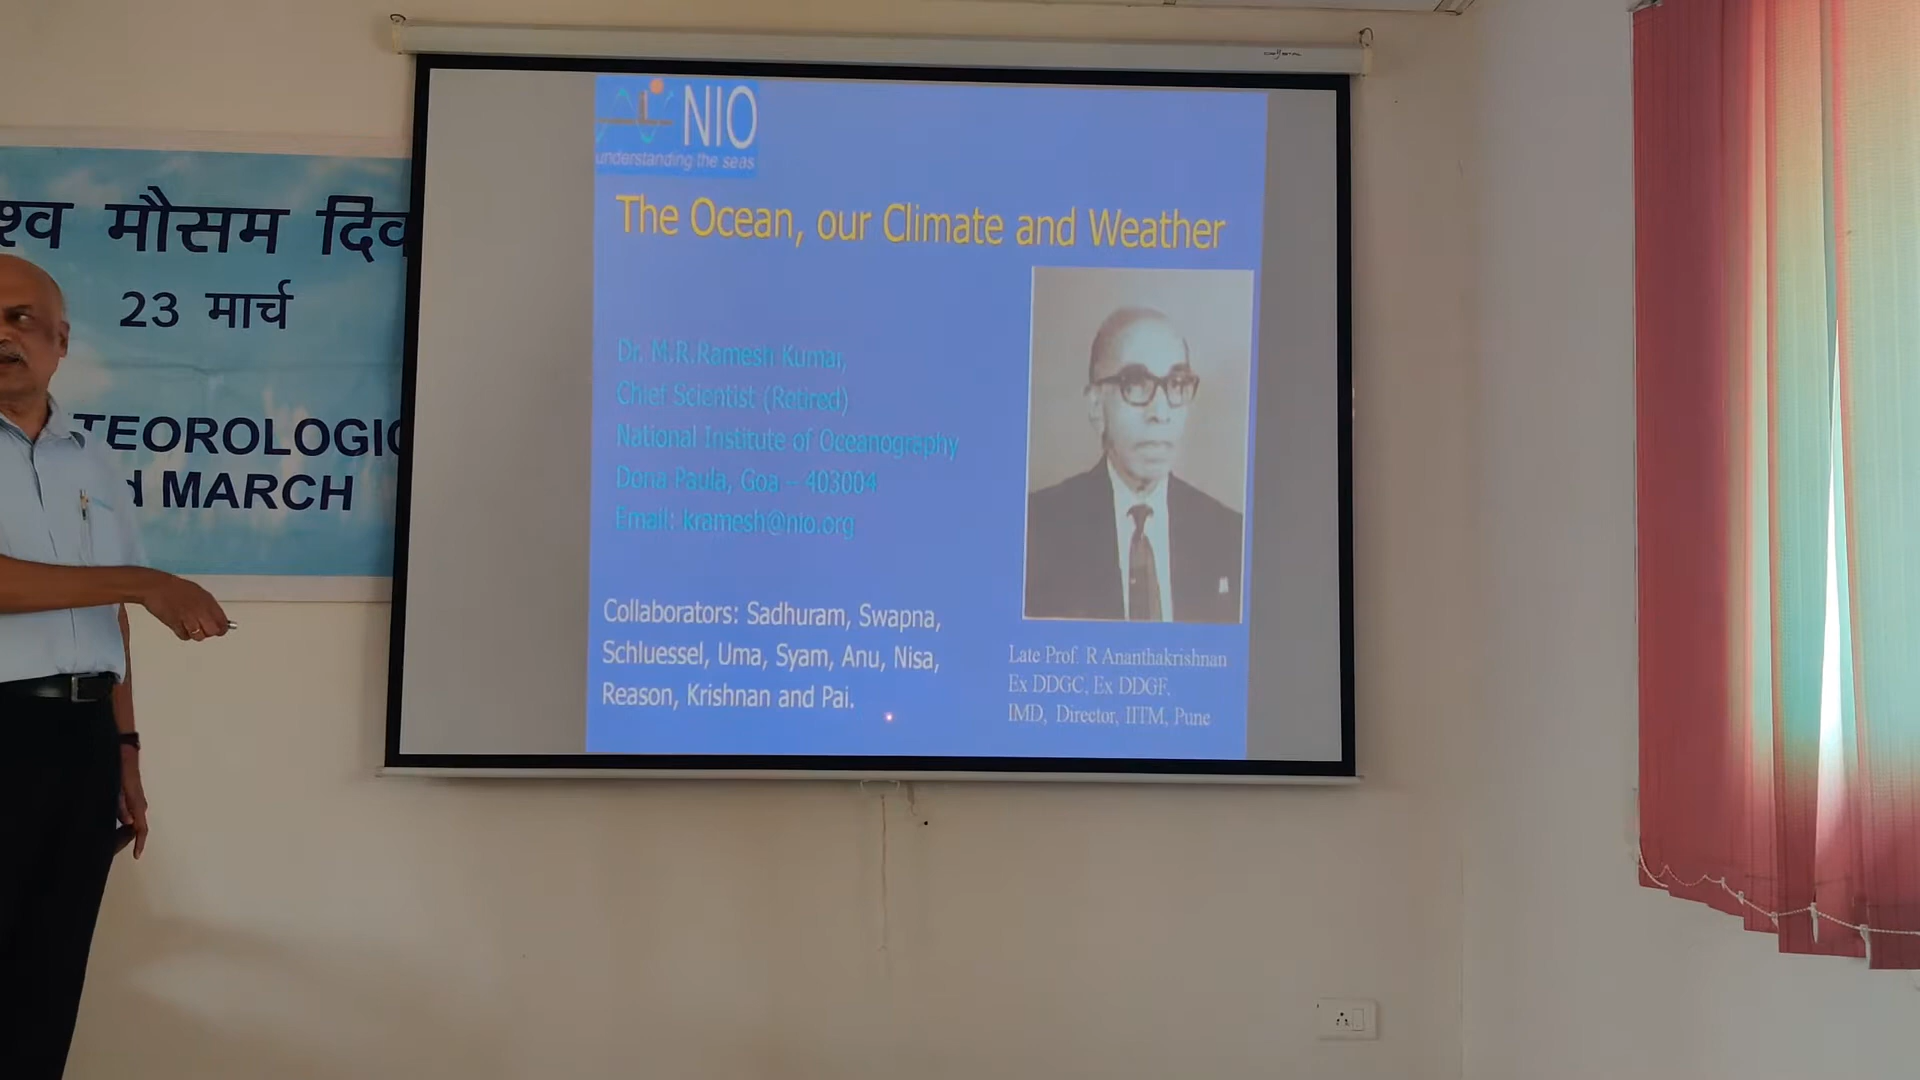 श्व मौसम दिव
23 मार्च
TEOROLOGIC
d MARCH
NIO
understanding the seas
The Ocean, our Climate and Weather
Dr. M.R.Ramesh Kumar,
Chief Scientist (Retired)
National Institute of Oceanography
Dona Paula, Goa – 403004
Email: kramesh@nio.org
Collaborators: Sadhuram, Swapna,
Schluessel, Uma, Syam, Anu, Nisa,
Reason, Krishnan and Pai.
Late Prof. R Ananthakrishnan
Ex DDGC, Ex DDGF,
IMD, Director, IITM, Pune